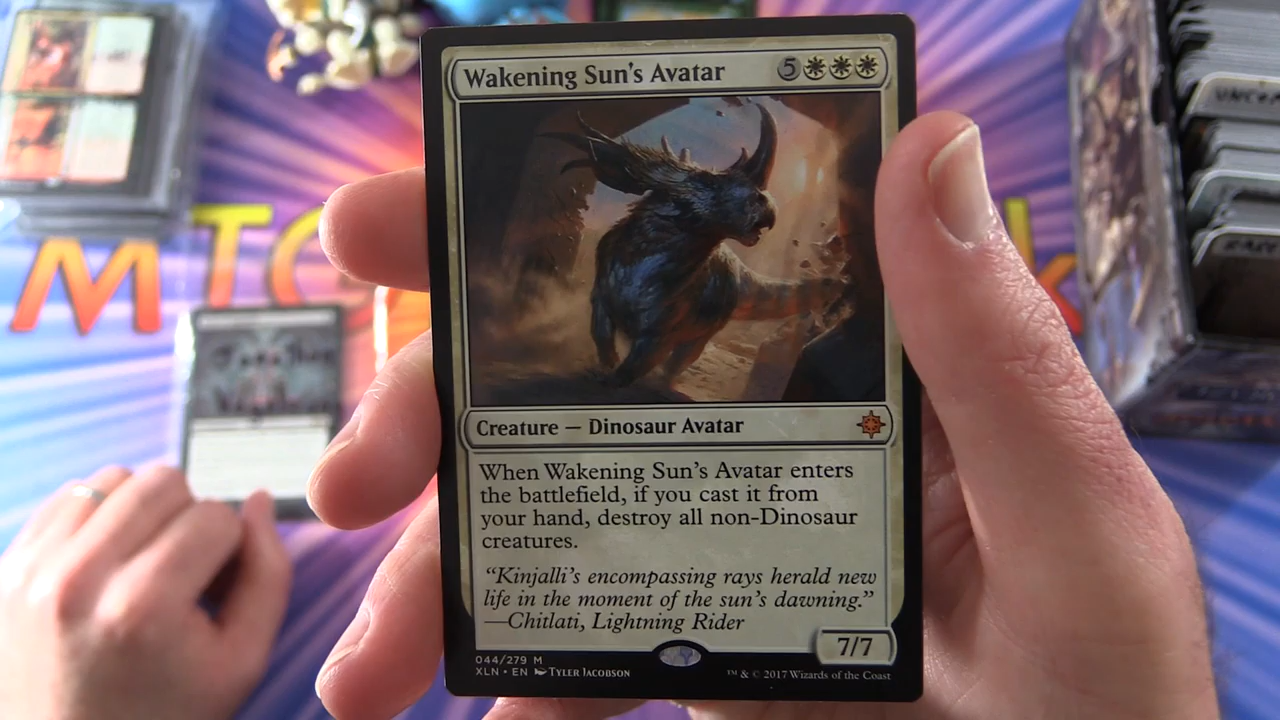 Wakening Sun's Avatar 5
Creature — Dinosaur Avatar
When Wakening Sun's Avatar enters
the battlefield, if you cast it from
your hand, destroy all non-Dinosaur
creatures.
“Kinjalli's encompassing rays herald new
life in the moment of the sun's dawning.”
—Chitlati, Lightning Rider
7/7
044/279 M
XLN • EN Tyler Jacobson
™ & © 2017 Wizards of the Coast
MTG